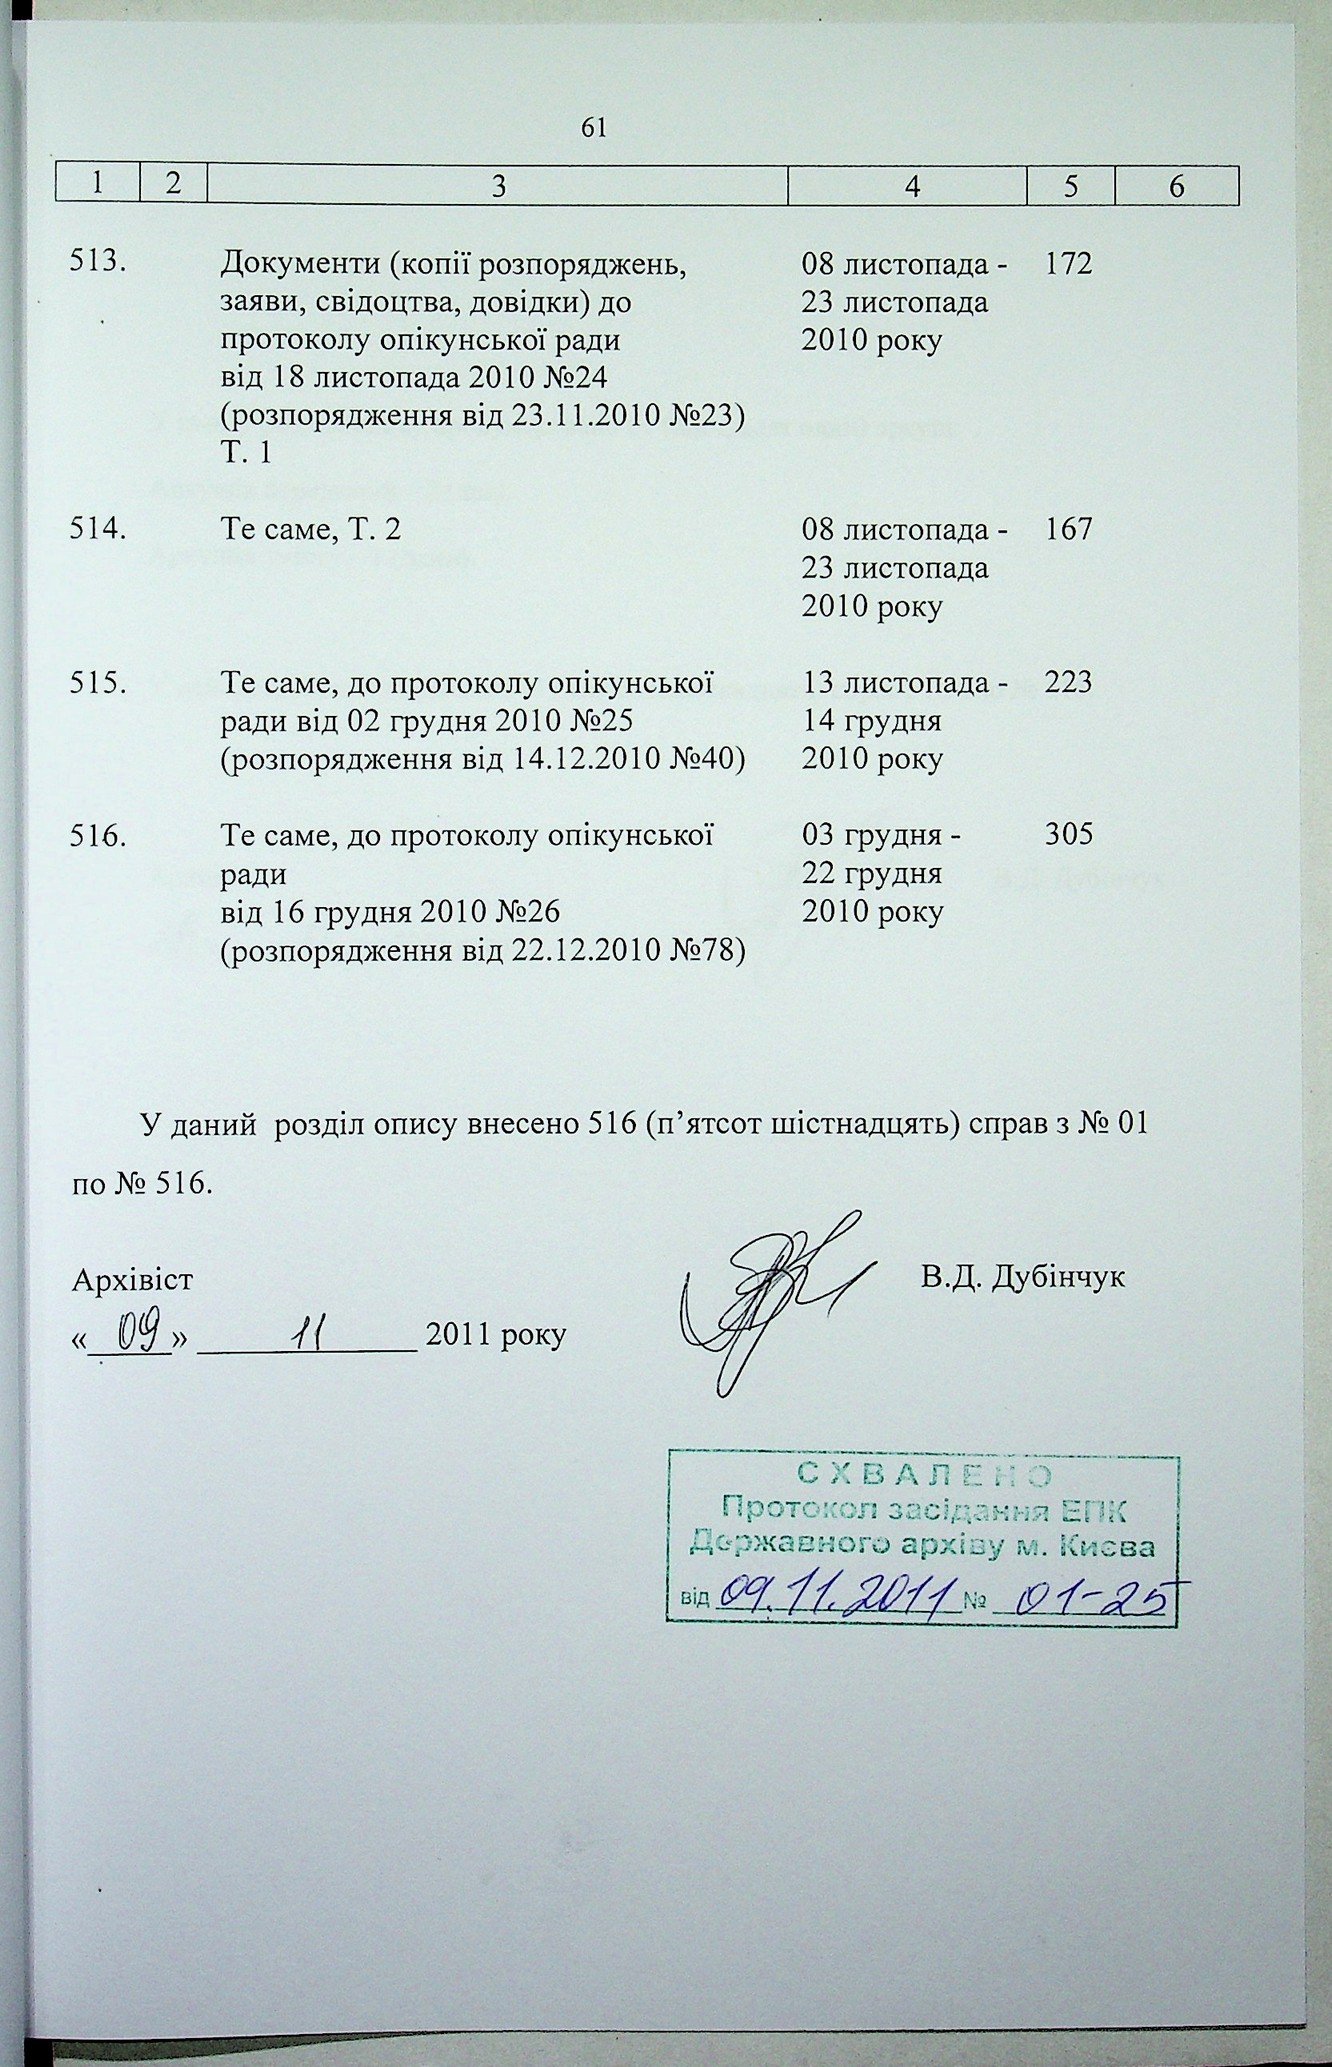 61
1 2 3 4 5 6
513. Документи (копії розпоряджень, 08 листопада - 172
заяви, свідоцтва, довідки) до 23 листопада
протоколу опікунської ради 2010 року
від 18 листопада 2010 №24
(розпорядження від 23.11.2010 №23)
Т. 1
514. Те саме, Т. 2 08 листопада - 167
23 листопада
2010 року
515. Те саме, до протоколу опікунської 13 листопада - 223
ради від 02 грудня 2010 №25 14 грудня
(розпорядження від 14.12.2010 №40) 2010 року
516. Те саме, до протоколу опікунської 03 грудня - 305
ради 22 грудня
від 16 грудня 2010 №26 2010 року
(розпорядження від 22.12.2010 №78)
У даний розділ опису внесено 516 (п’ятсот шістнадцять) справ з № 01
по № 516.
Архівіст В.Д. Дубінчук
«09» 11 2011 року
СХВАЛЕНО
Протокол засідання ЕПК
Державного архіву м. Києва
від 09.11.2011 № 01-25